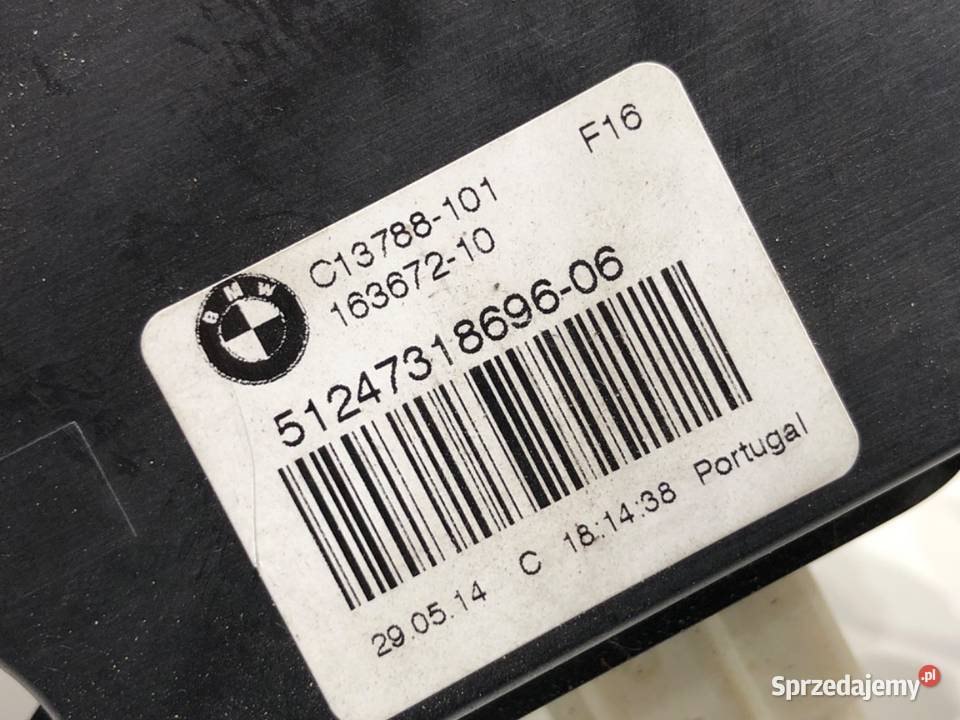 F16
C13788-101
163672-10
BMW
51247318696-06
29.05.14 C 18:14:38 Portugal
Sprzedajemy.pl